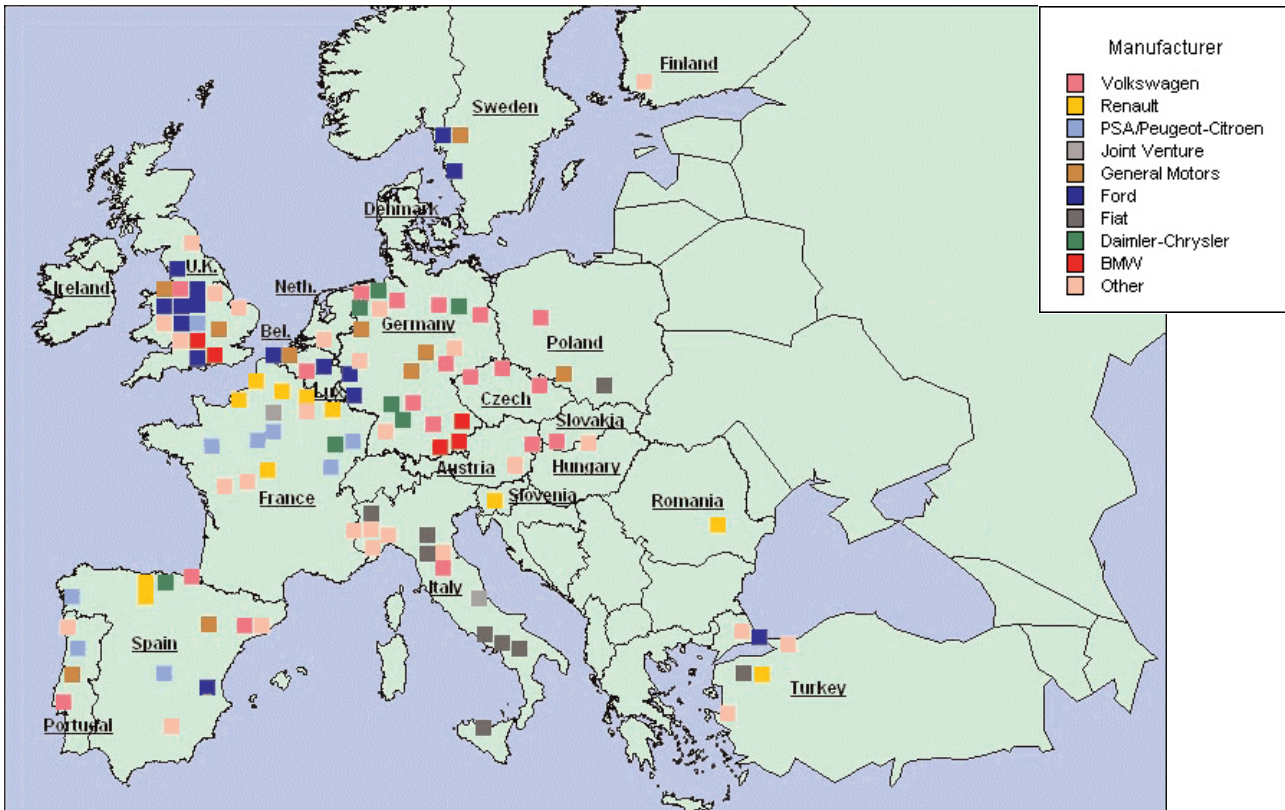 Manufacturer
Volkswagen
Renault
PSA/Peugeot-Citroen
Joint Venture
General Motors
Ford
Fiat
Daimler-Chrysler
BMW
Other
Finland
Sweden
Denmark
U.K.
Ireland
Neth.
Germany
Bel.
Poland
Lux.
Czech
Slovakia
Austria
Hungary
France
Slovenia
Romania
Italy
Spain
Turkey
Portugal